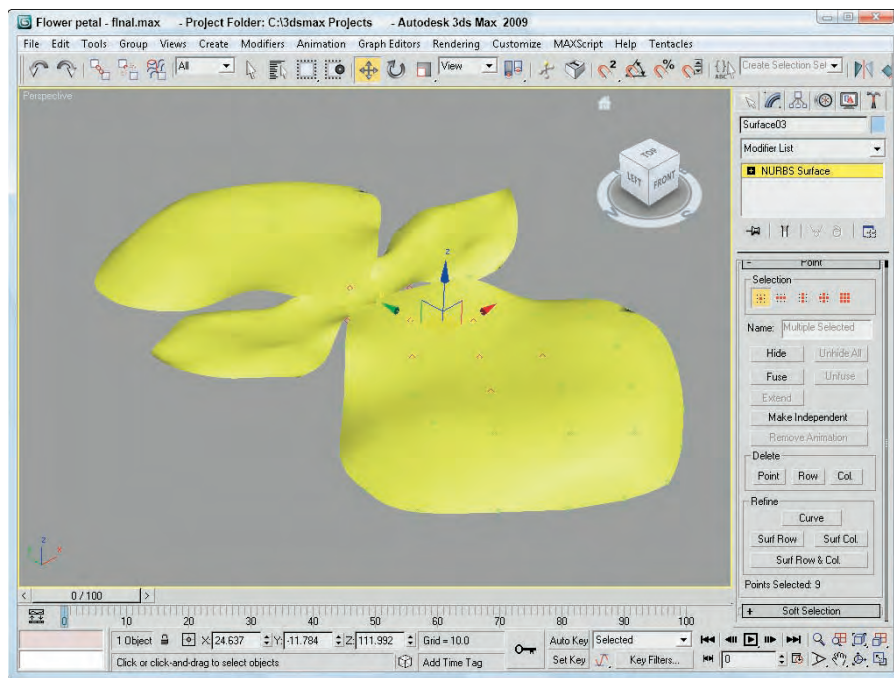 Flower petal - final.max - Project Folder: C:\3dsmax Projects - Autodesk 3ds Max 2009
File Edit Tools Group Views Create Modifiers Animation Graph Editors Rendering Customize MAXScript Help Tentacles
All View Create Selection Set
Perspective
TOP
LEFT FRONT
Surface03
Modifier List
NURBS Surface
Point
Selection
Name: Multiple Selected
Hide Unhide All
Fuse Unfuse
Extend
Make Independent
Remove Animation
Delete
Point Row Col.
Refine
Curve
Surf Row Surf Col.
Surf Row & Col.
Points Selected: 9
Soft Selection
z
z
x
0 / 100
0 10 20 30 40 50 60 70 80 90 100
1 Object X: 24.637 Y: -11.784 Z: 111.992 Grid = 10.0 Auto Key Selected
Click or click-and-drag to select objects Add Time Tag Set Key Key Filters... 0